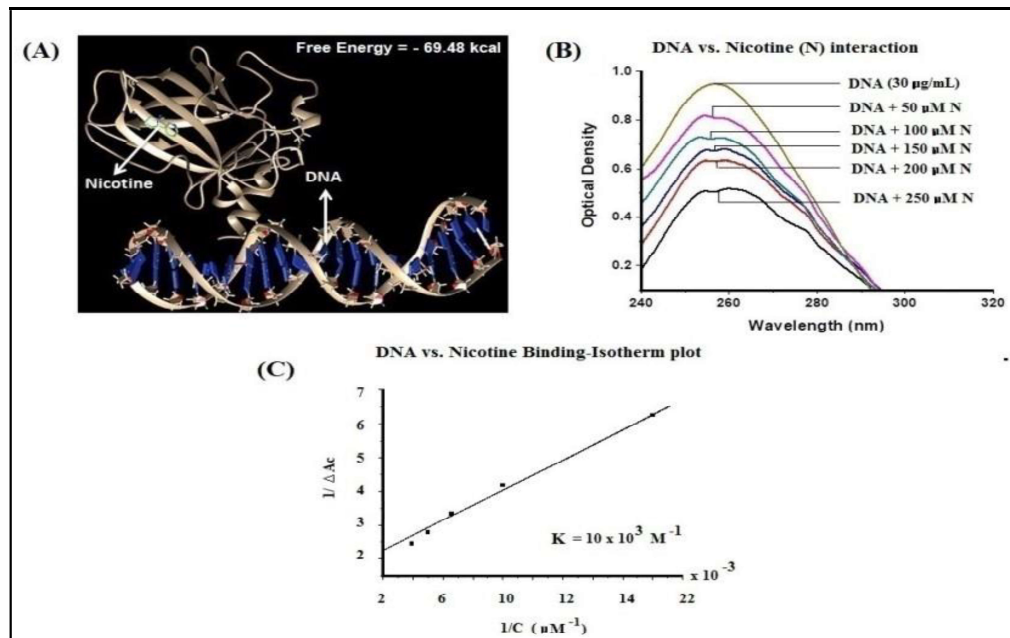 (A)
Free Energy = - 69.48 kcal
Nicotine
DNA
(B)
DNA vs. Nicotine (N) interaction
Optical Density
1.0
0.8
0.6
0.4
0.2
DNA (30 µg/mL)
DNA + 50 µM N
DNA + 100 µM N
DNA + 150 µM N
DNA + 200 µM N
DNA + 250 µM N
240 260 280 300 320
Wavelength (nm)
DNA vs. Nicotine Binding-Isotherm plot
(C)
1/ △Ac
7
6
5
4
3
2
K = 10 x 10³ M⁻¹
x 10⁻³
2 6 10 12 14 22
1/C ( µM⁻¹)